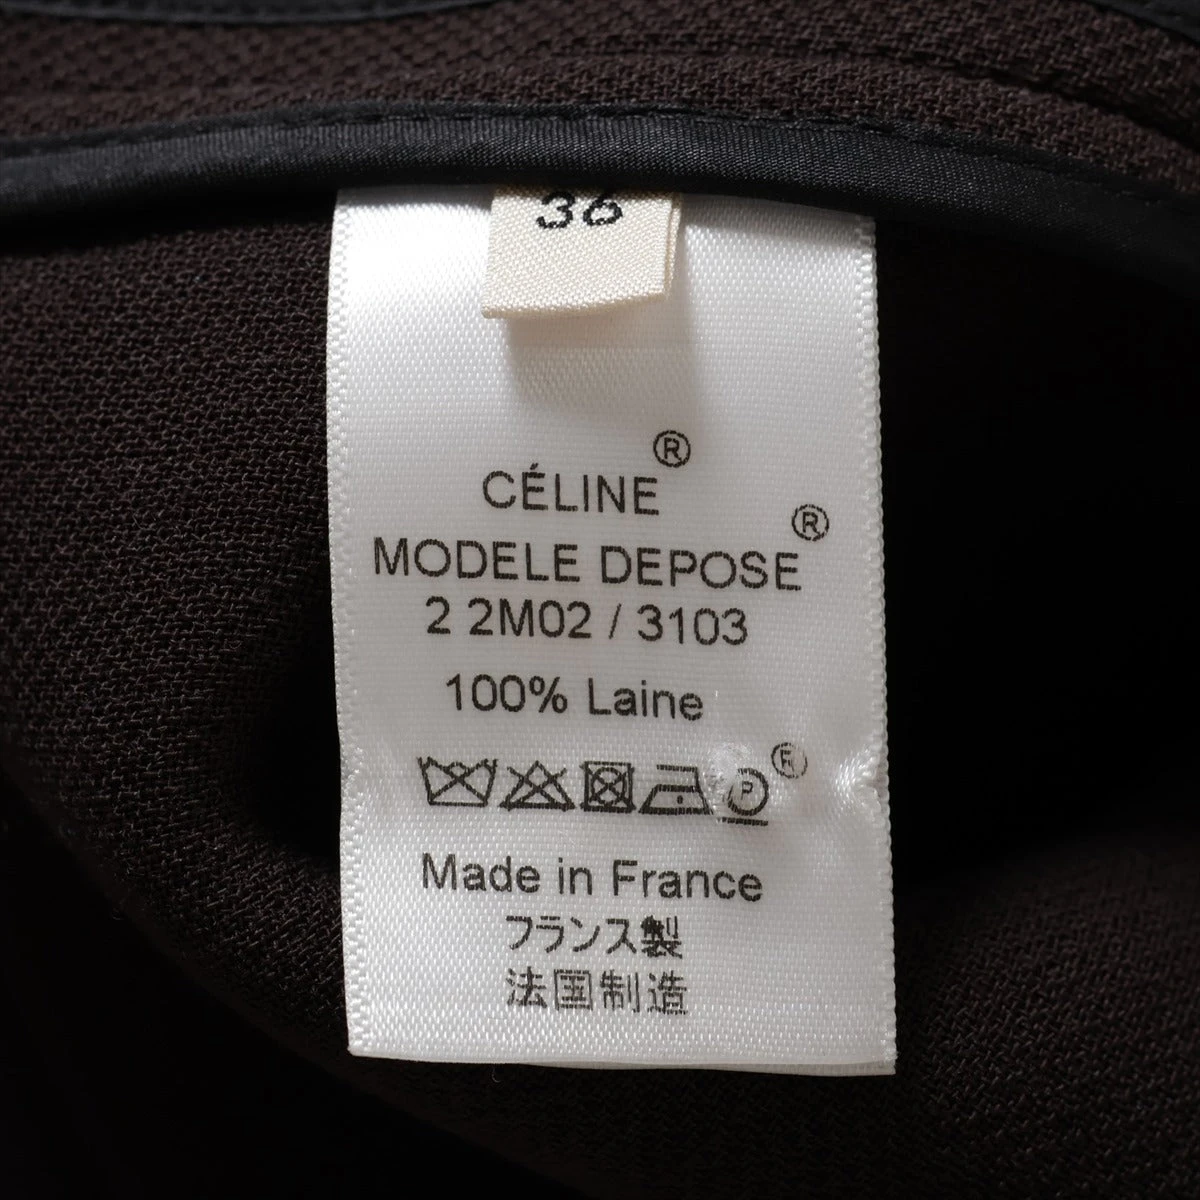 36
CÉLINE®
MODELE DEPOSE®
2 2M02 / 3103
100% Laine
P ®
Made in France
フランス製
法国制造